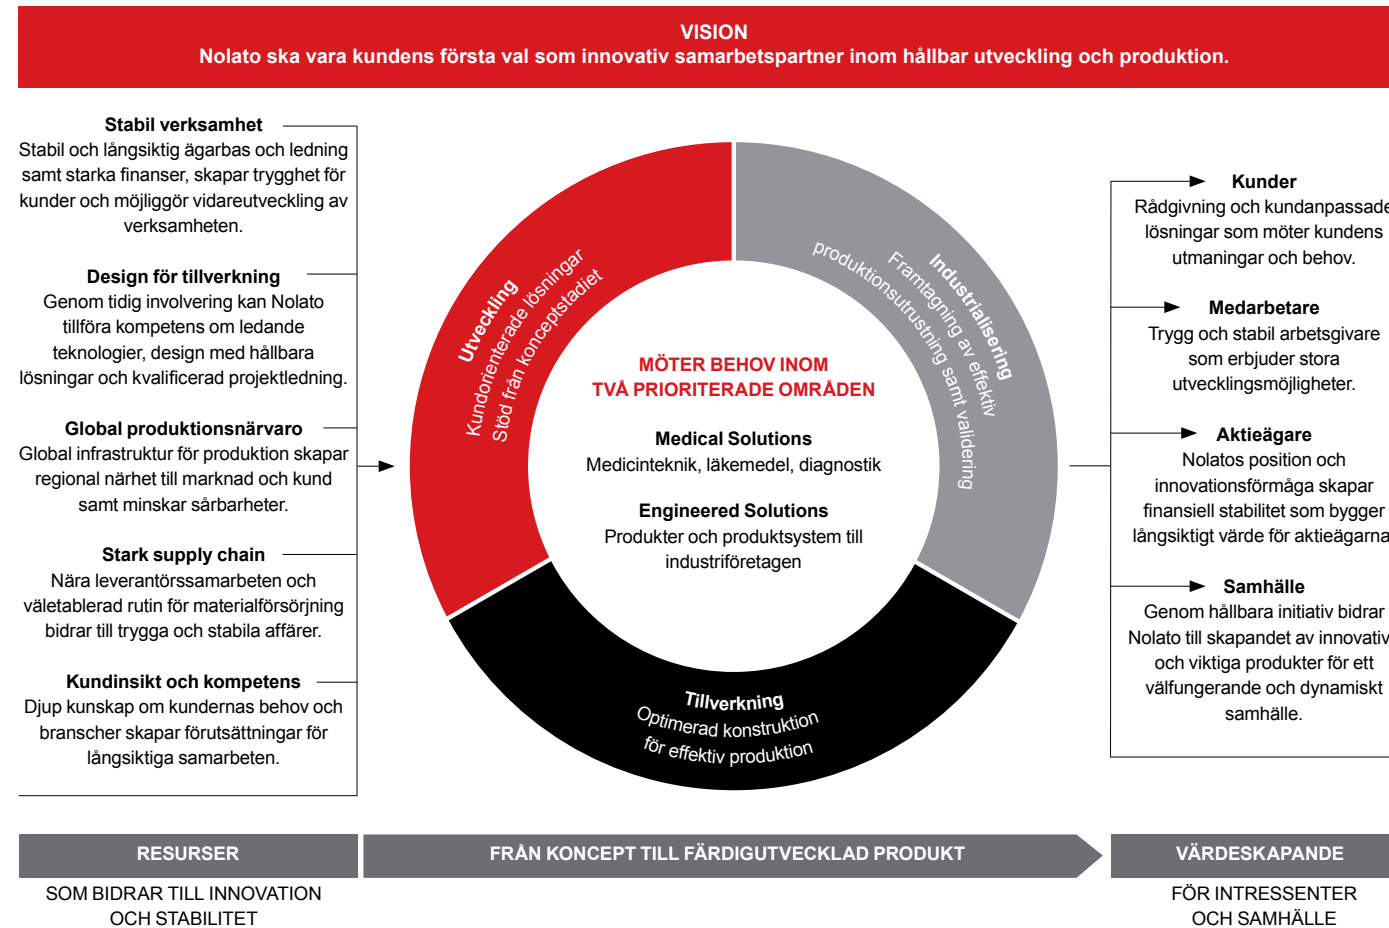 VISION
Nolato ska vara kundens första val som innovativ samarbetspartner inom hållbar utveckling och produktion.
Stabil verksamhet
Stabil och långsiktig ägarbas och ledning
samt starka finanser, skapar trygghet för
kunder och möjliggör vidareutveckling av
verksamheten.
Design för tillverkning
Genom tidig involvering kan Nolato
tillföra kompetens om ledande
teknologier, design med hållbara
lösningar och kvalificerad projektledning.
Global produktionsnärvaro
Global infrastruktur för produktion skapar
regional närhet till marknad och kund
samt minskar sårbarheter.
Stark supply chain
Nära leverantörssamarbeten och
väletablerad rutin för materialförsörjning
bidrar till trygga och stabila affärer.
Kundinsikt och kompetens
Djup kunskap om kundernas behov och
branscher skapar förutsättningar för
långsiktiga samarbeten.
Utveckling
Kundorienterade lösningar
Stöd från konceptstadiet
Industrialisering
Framtagning av effektiv
produktionsutrustning samt validering
MÖTER BEHOV INOM
TVÅ PRIORITERADE OMRÅDEN
Medical Solutions
Medicinteknik, läkemedel, diagnostik
Engineered Solutions
Produkter och produktsystem till
industriföretagen
Tillverkning
Optimerad konstruktion
för effektiv produktion
Kunder
Rådgivning och kundanpassade
lösningar som möter kundens
utmaningar och behov.
Medarbetare
Trygg och stabil arbetsgivare
som erbjuder stora
utvecklingsmöjligheter.
Aktieägare
Nolatos position och
innovationsförmåga skapar
finansiell stabilitet som bygger
långsiktigt värde för aktieägarna
Samhälle
Genom hållbara initiativ bidrar
Nolato till skapandet av innovativ
och viktiga produkter för ett
välfungerande och dynamiskt
samhälle.
RESURSER
FRÅN KONCEPT TILL FÄRDIGUTVECKLAD PRODUKT
VÄRDESKAPANDE
SOM BIDRAR TILL INNOVATION
OCH STABILITET
FÖR INTRESSENTER
OCH SAMHÄLLE